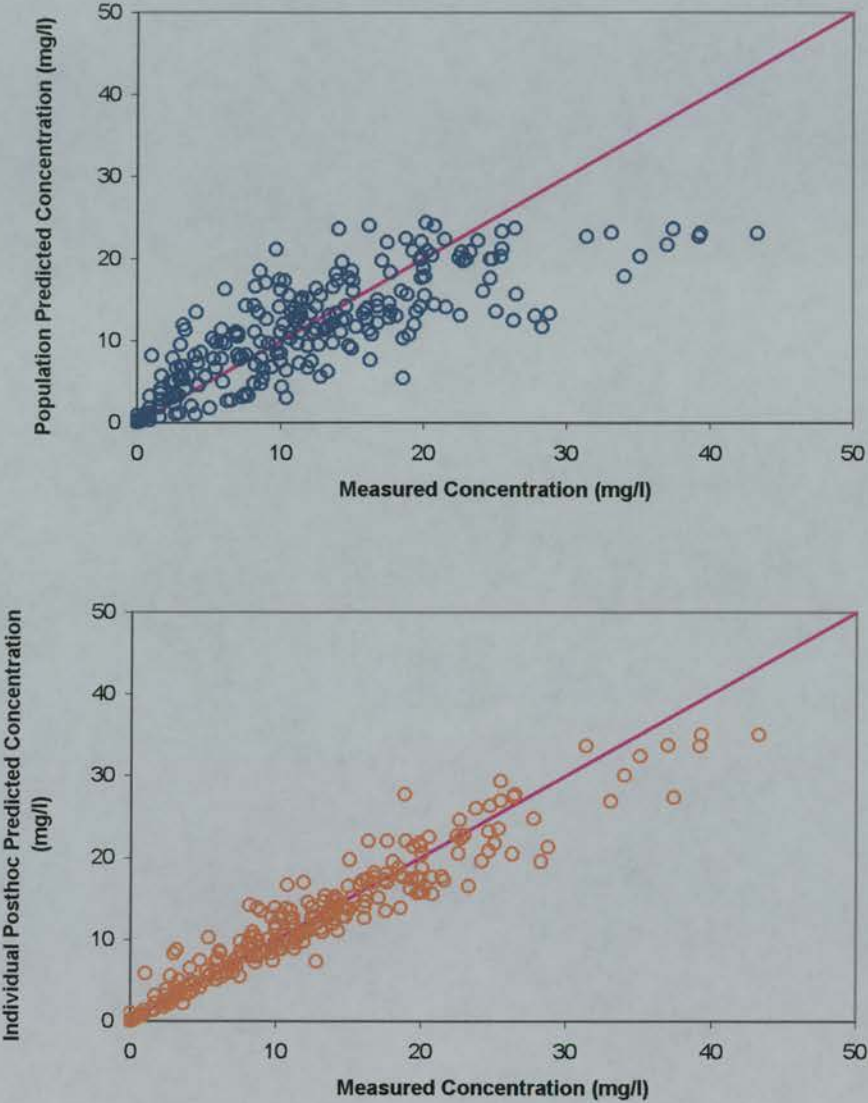 50
40
30
20
10
0
Population Predicted Concentration (mg/l)
0 10 20 30 40 50
Measured Concentration (mg/l)
50
40
30
20
10
0
Individual Posthoc Predicted Concentration
(mg/l)
0 10 20 30 40 50
Measured Concentration (mg/l)